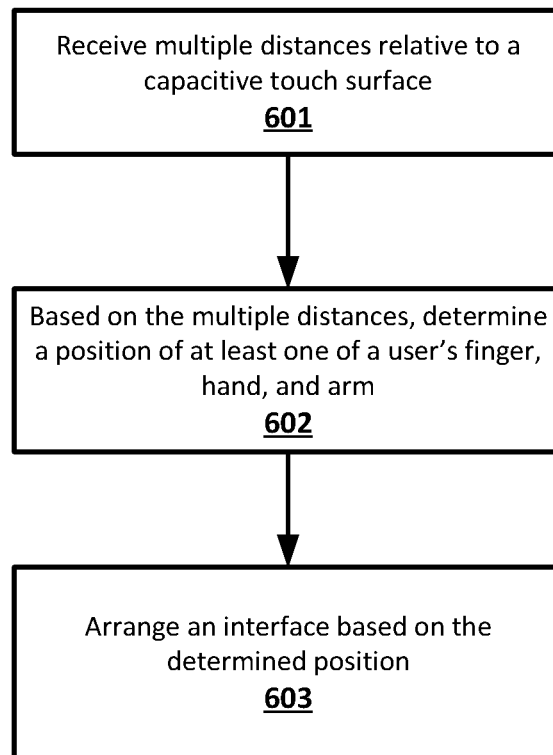 Receive multiple distances relative to a
capacitive touch surface
601
Based on the multiple distances, determine
a position of at least one of a user's finger,
hand, and arm
602
Arrange an interface based on the
determined position
603